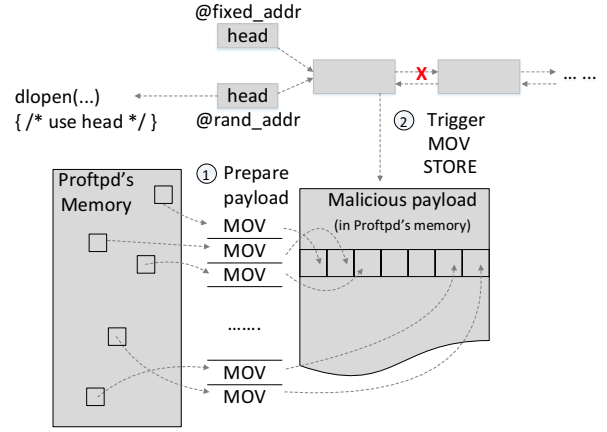 @fixed_addr
head
X
... ...
head
dlopen(...)
{ /* use head */ }
@rand_addr
2 Trigger
MOV
STORE
1 Prepare
payload
Proftpd's
Memory
Malicious payload
(in Proftpd's memory)
MOV
MOV
MOV
.......
MOV
MOV